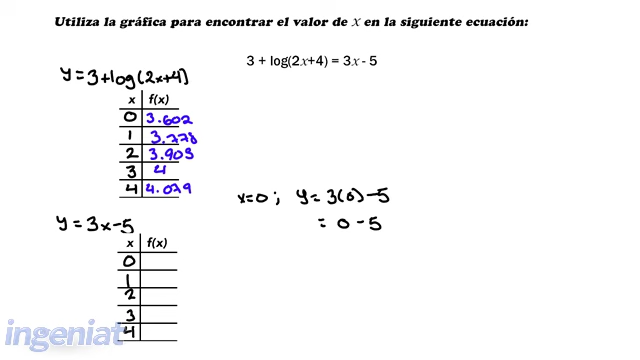 Utiliza la gráfica para encontrar el valor de x en la siguiente ecuación:
3 + log(2x+4) = 3x - 5
y = 3+log(2x+4)
x f(x)
0 3.602
1 3.778
2 3.903
3 4
4 4.079
x=0 ; y = 3(0) - 5
= 0 - 5
y = 3x - 5
x f(x)
0
1
2
3
4
ingeniat